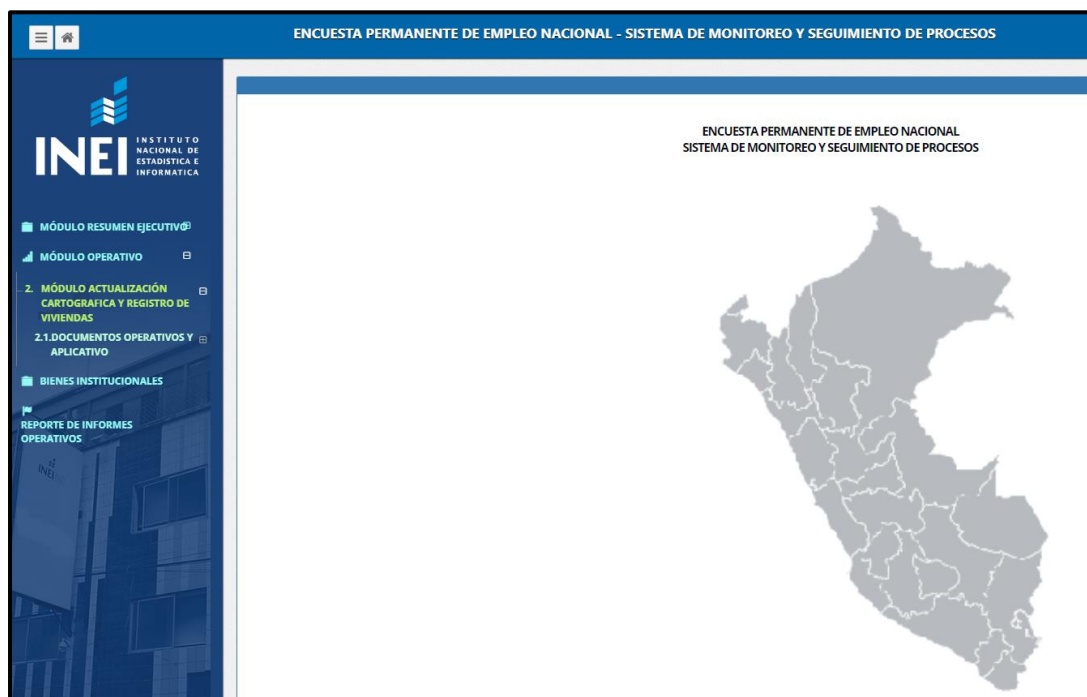 ENCUESTA PERMANENTE DE EMPLEO NACIONAL - SISTEMA DE MONITOREO Y SEGUIMIENTO DE PROCESOS
INEI
INSTITUTO
NACIONAL DE
ESTADISTICA E
INFORMATICA
MÓDULO RESUMEN EJECUTIVO
MÓDULO OPERATIVO
2. MÓDULO ACTUALIZACIÓN
CARTOGRAFICA Y REGISTRO DE
VIVIENDAS
2.1.DOCUMENTOS OPERATIVOS Y
APLICATIVO
BIENES INSTITUCIONALES
REPORTE DE INFORMES
OPERATIVOS
INEI
ENCUESTA PERMANENTE DE EMPLEO NACIONAL
SISTEMA DE MONITOREO Y SEGUIMIENTO DE PROCESOS